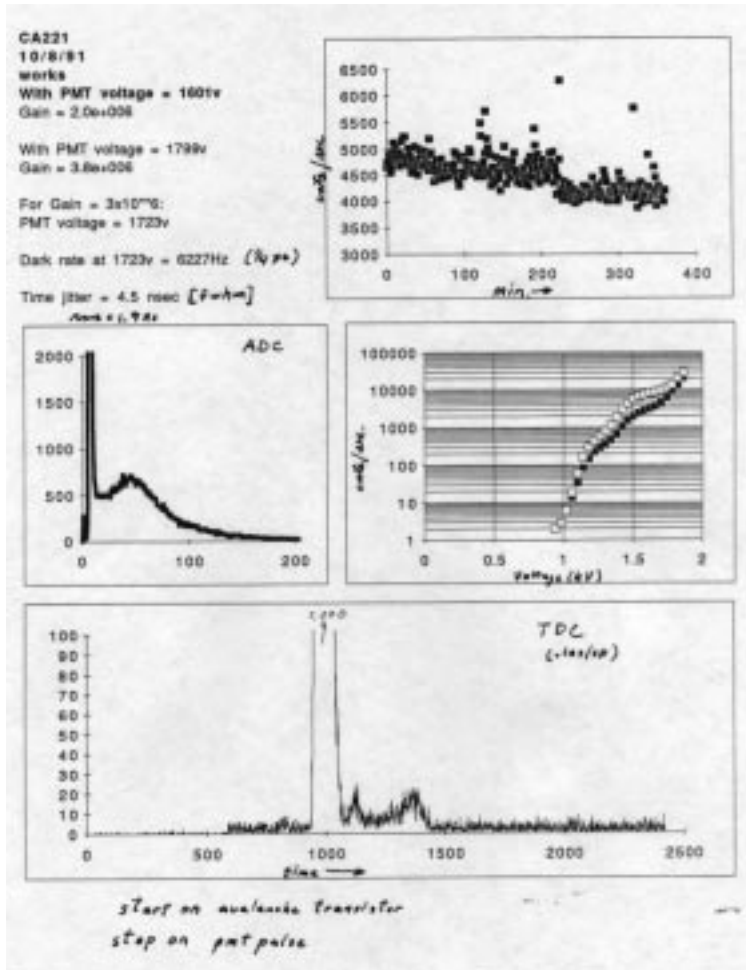 CA221
10/8/91
works
With PMT voltage = 1601v
Gain = 2.0e+006
With PMT voltage = 1799v
Gain = 3.8e+006
For Gain = 3x10**6:
PMT voltage = 1723v
Dark rate at 1723v = 6227Hz (1/4 pe)
Time jitter = 4.5 nsec [fwhm]
6500
6000
5500
5000
4500
4000
3500
3000
0 100 200 300 400
min.
ADC
2000
1500
1000
500
0
0 200
100000
10000
1000
100
10
1
0 0.5 1 1.5 2
Voltage (kV)
TDC
100
90
80
70
60
50
40
30
20
10
0
0 500 1000 1500 2000 2500
time
start on avalanche transistor
stop on pmt pulse